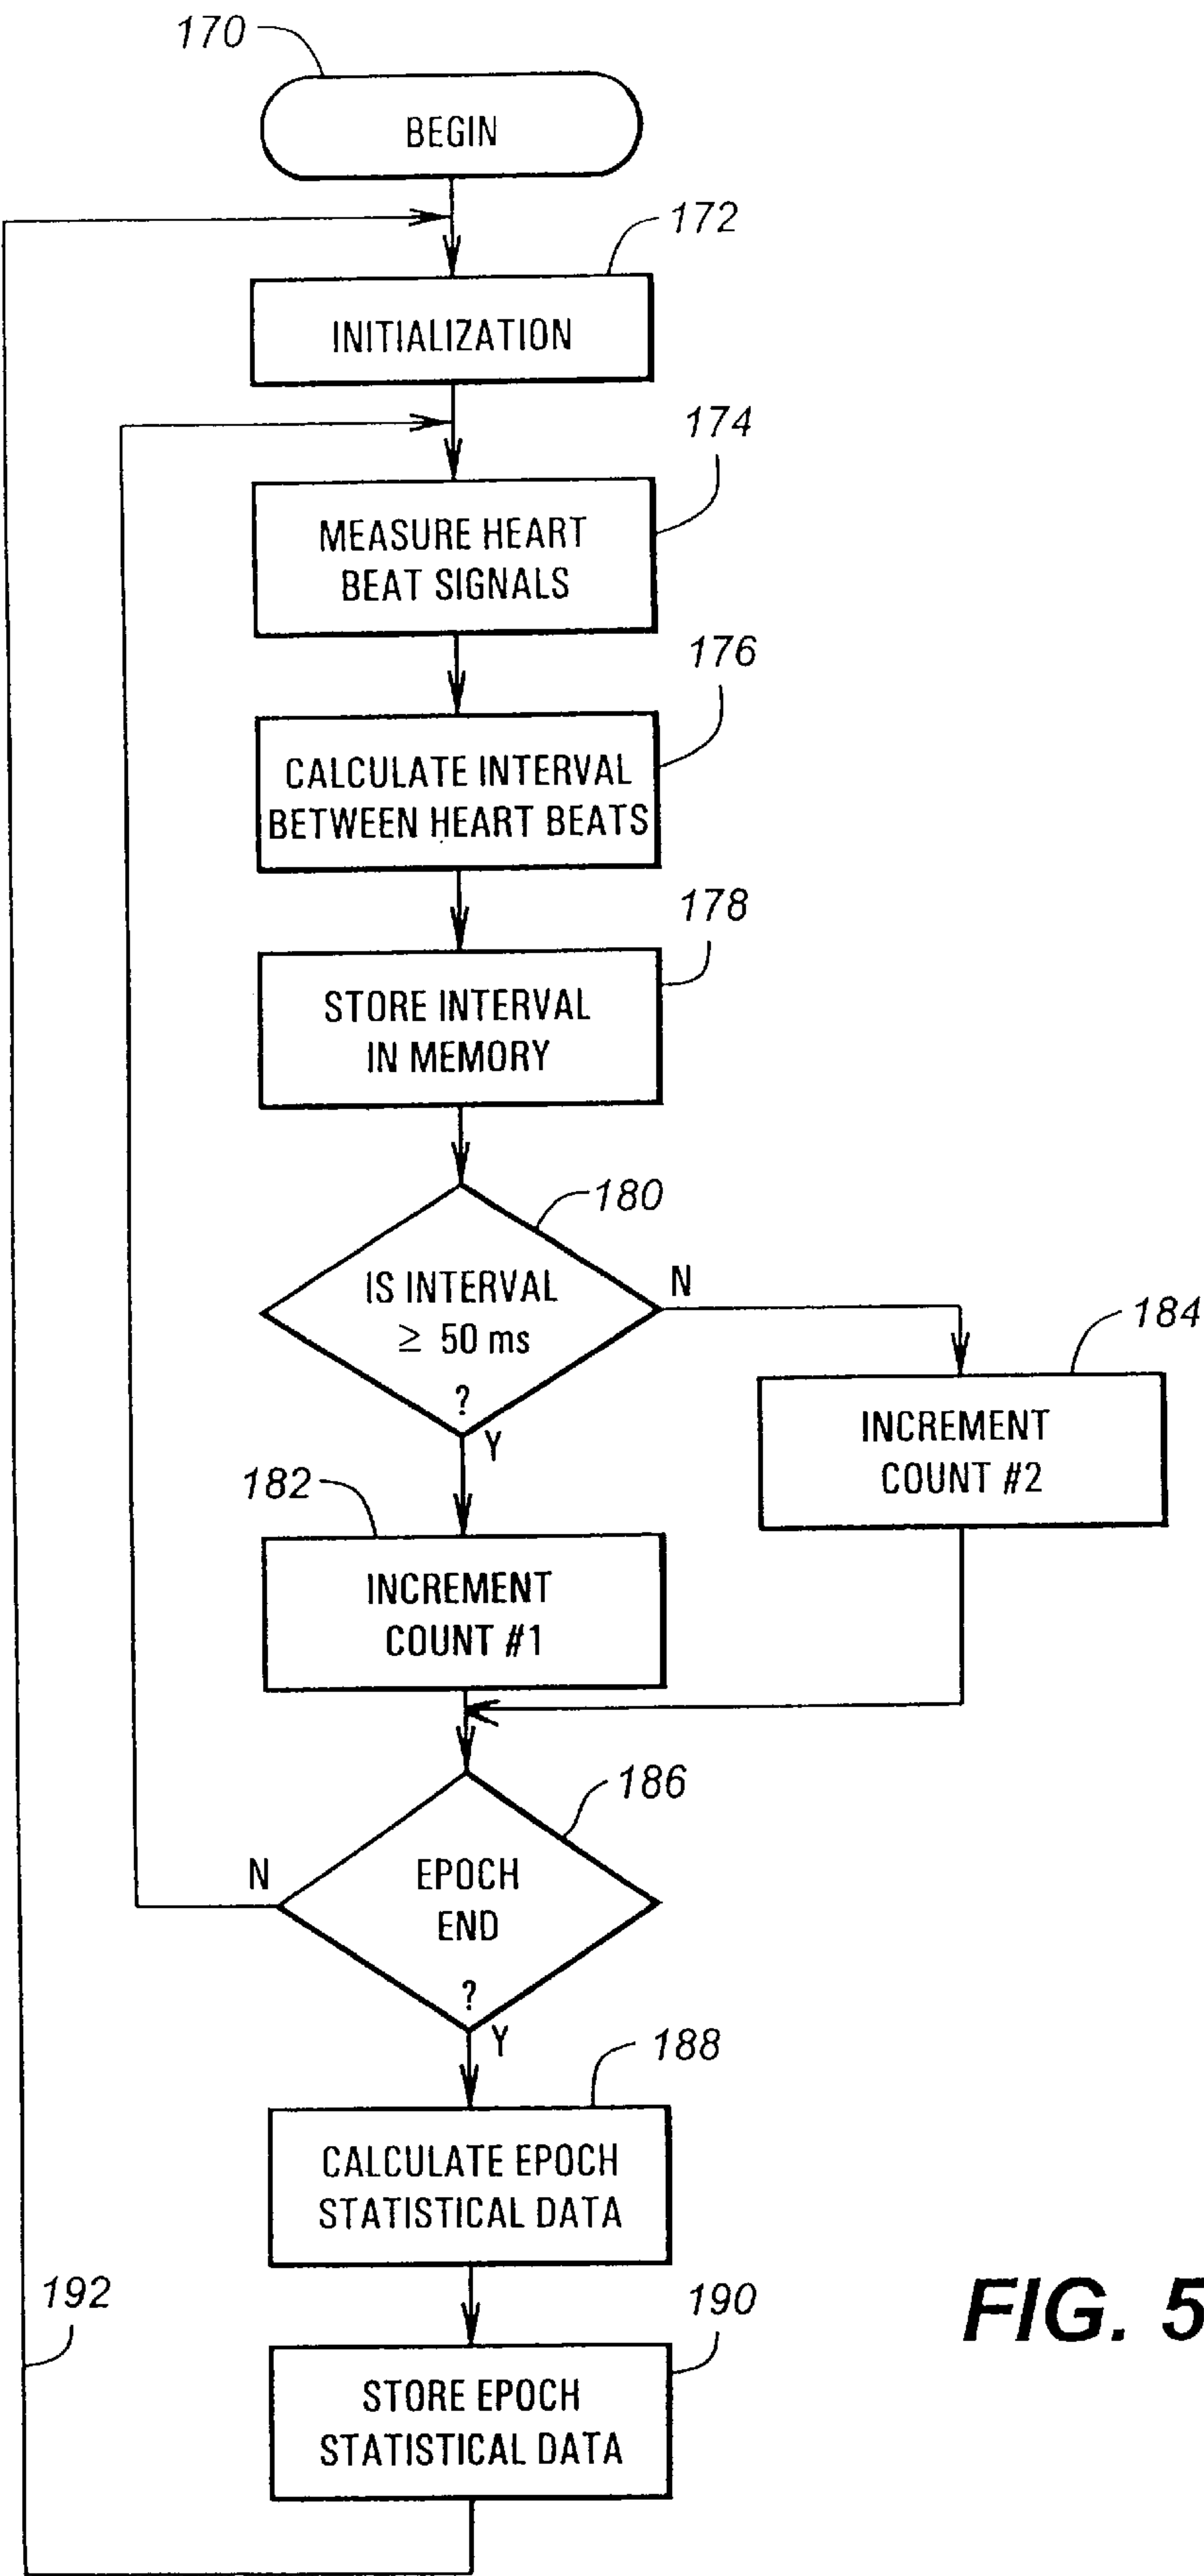 170
BEGIN
172
INITIALIZATION
174
MEASURE HEART
BEAT SIGNALS
176
CALCULATE INTERVAL
BETWEEN HEART BEATS
178
STORE INTERVAL
IN MEMORY
180
IS INTERVAL
≥ 50 ms
?
N
Y
184
INCREMENT
COUNT #2
182
INCREMENT
COUNT #1
186
EPOCH
END
?
N
Y
188
CALCULATE EPOCH
STATISTICAL DATA
192
190
STORE EPOCH
STATISTICAL DATA
FIG. 5